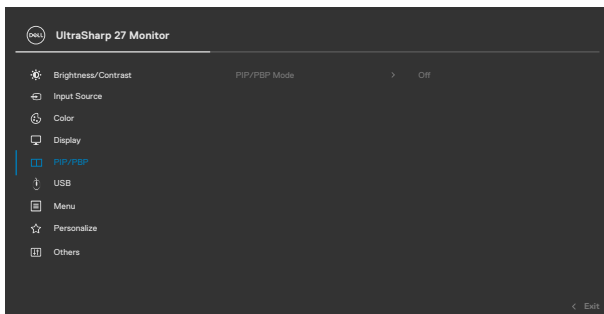 DELL UltraSharp 27 Monitor
Brightness/Contrast PIP/PBP Mode > Off
Input Source
Color
Display
PIP/PBP
USB
Menu
Personalize
Others
< Exit